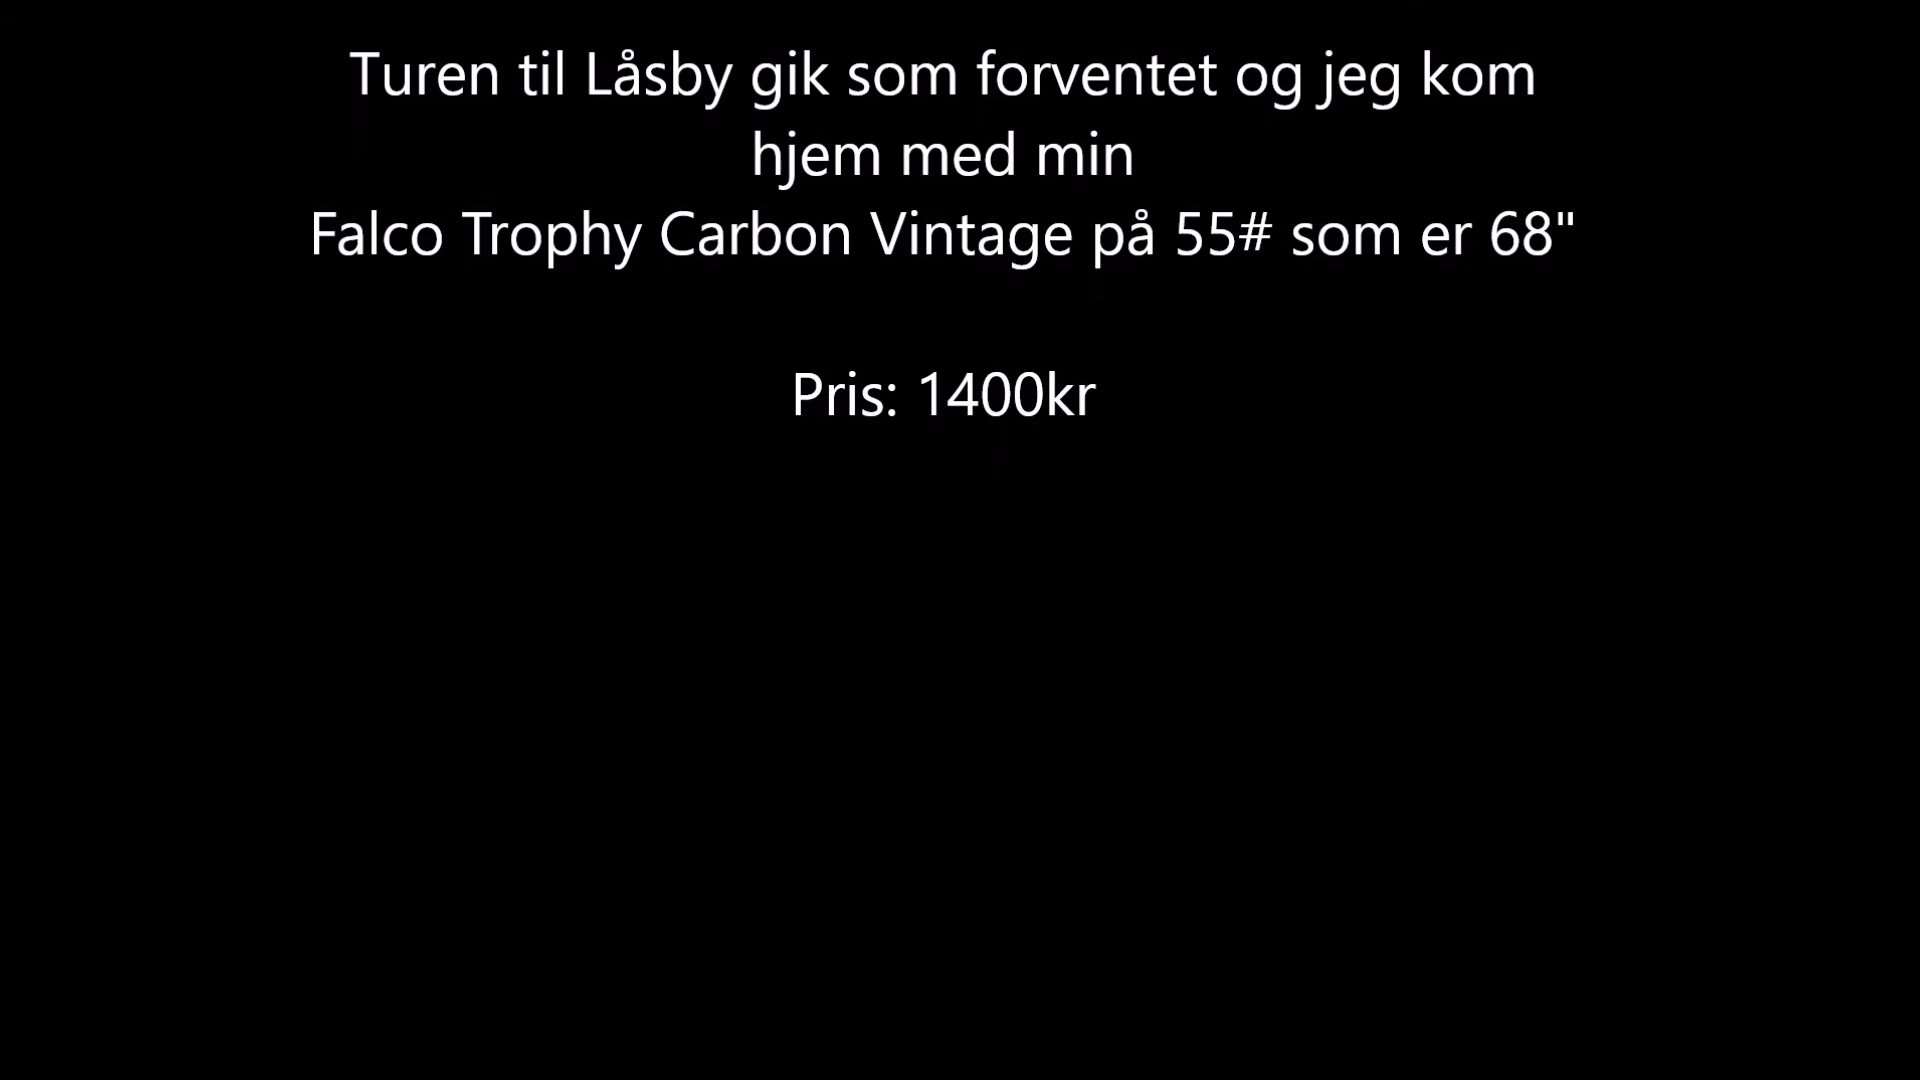 Turen til Låsby gik som forventet og jeg kom
hjem med min
Falco Trophy Carbon Vintage på 55# som er 68"
Pris: 1400kr